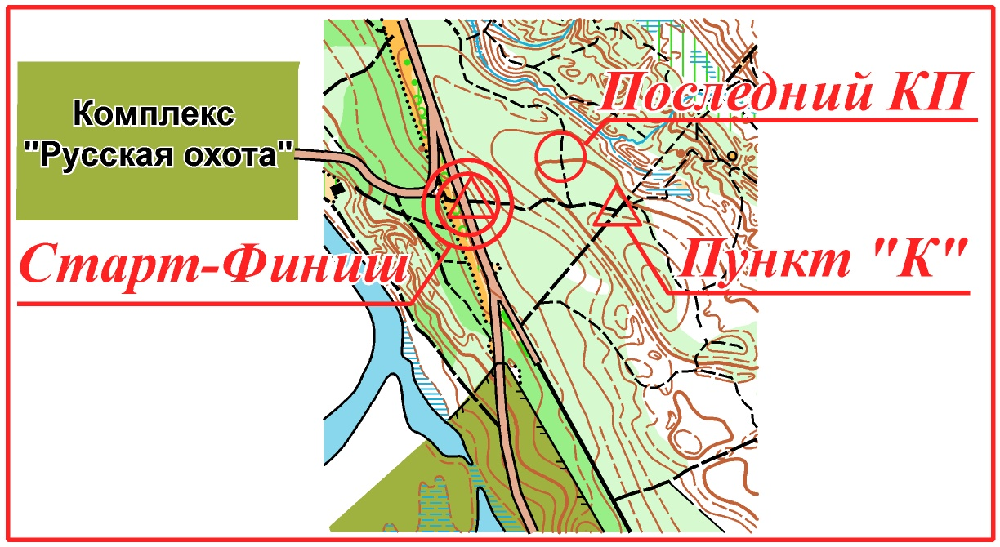 Комплекс
"Русская охота"
Последний КП
Старт-Финиш
Пункт "К"